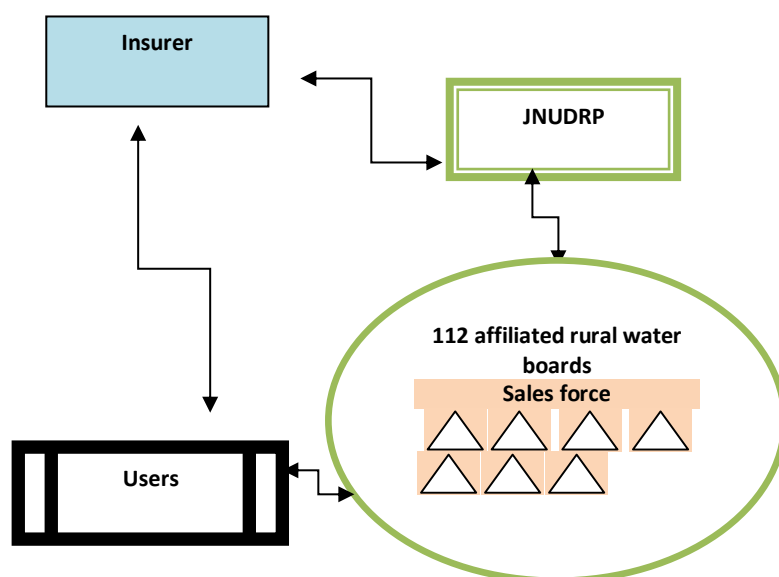 Insurer
JNUDRP
112 affiliated rural water
boards
Sales force
Users